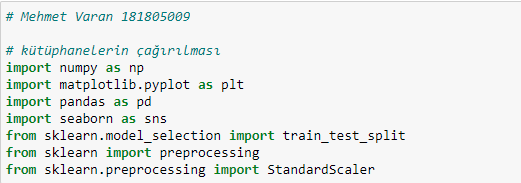 # Mehmet Varan 181805009
# kütüphanelerin çağırılması
import numpy as np
import matplotlib.pyplot as plt
import pandas as pd
import seaborn as sns
from sklearn.model_selection import train_test_split
from sklearn import preprocessing
from sklearn.preprocessing import StandardScaler